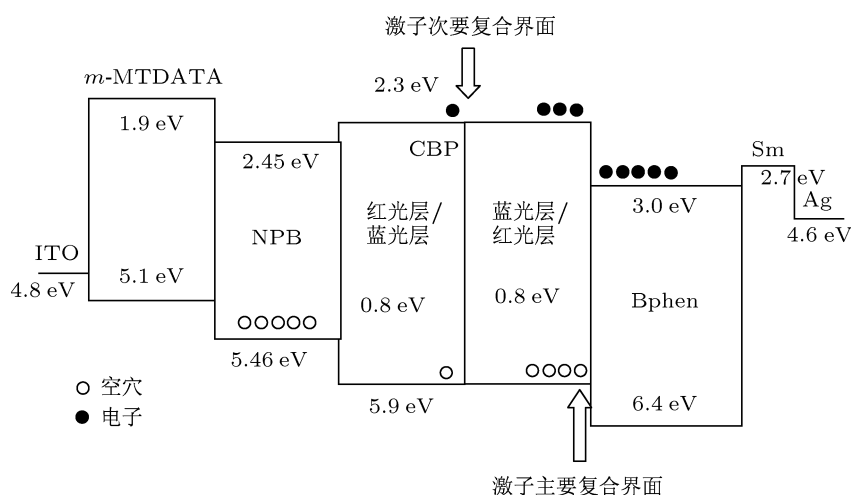 激子次要复合界面
2.3 eV
m-MTDATA
1.9 eV
CBP
2.45 eV
Sm
2.7 eV
Ag
3.0 eV
4.6 eV
红光层/
蓝光层
蓝光层/
红光层
NPB
ITO
4.8 eV
5.1 eV
0.8 eV
0.8 eV
Bphen
5.46 eV
空穴
电子
5.9 eV
6.4 eV
激子主要复合界面